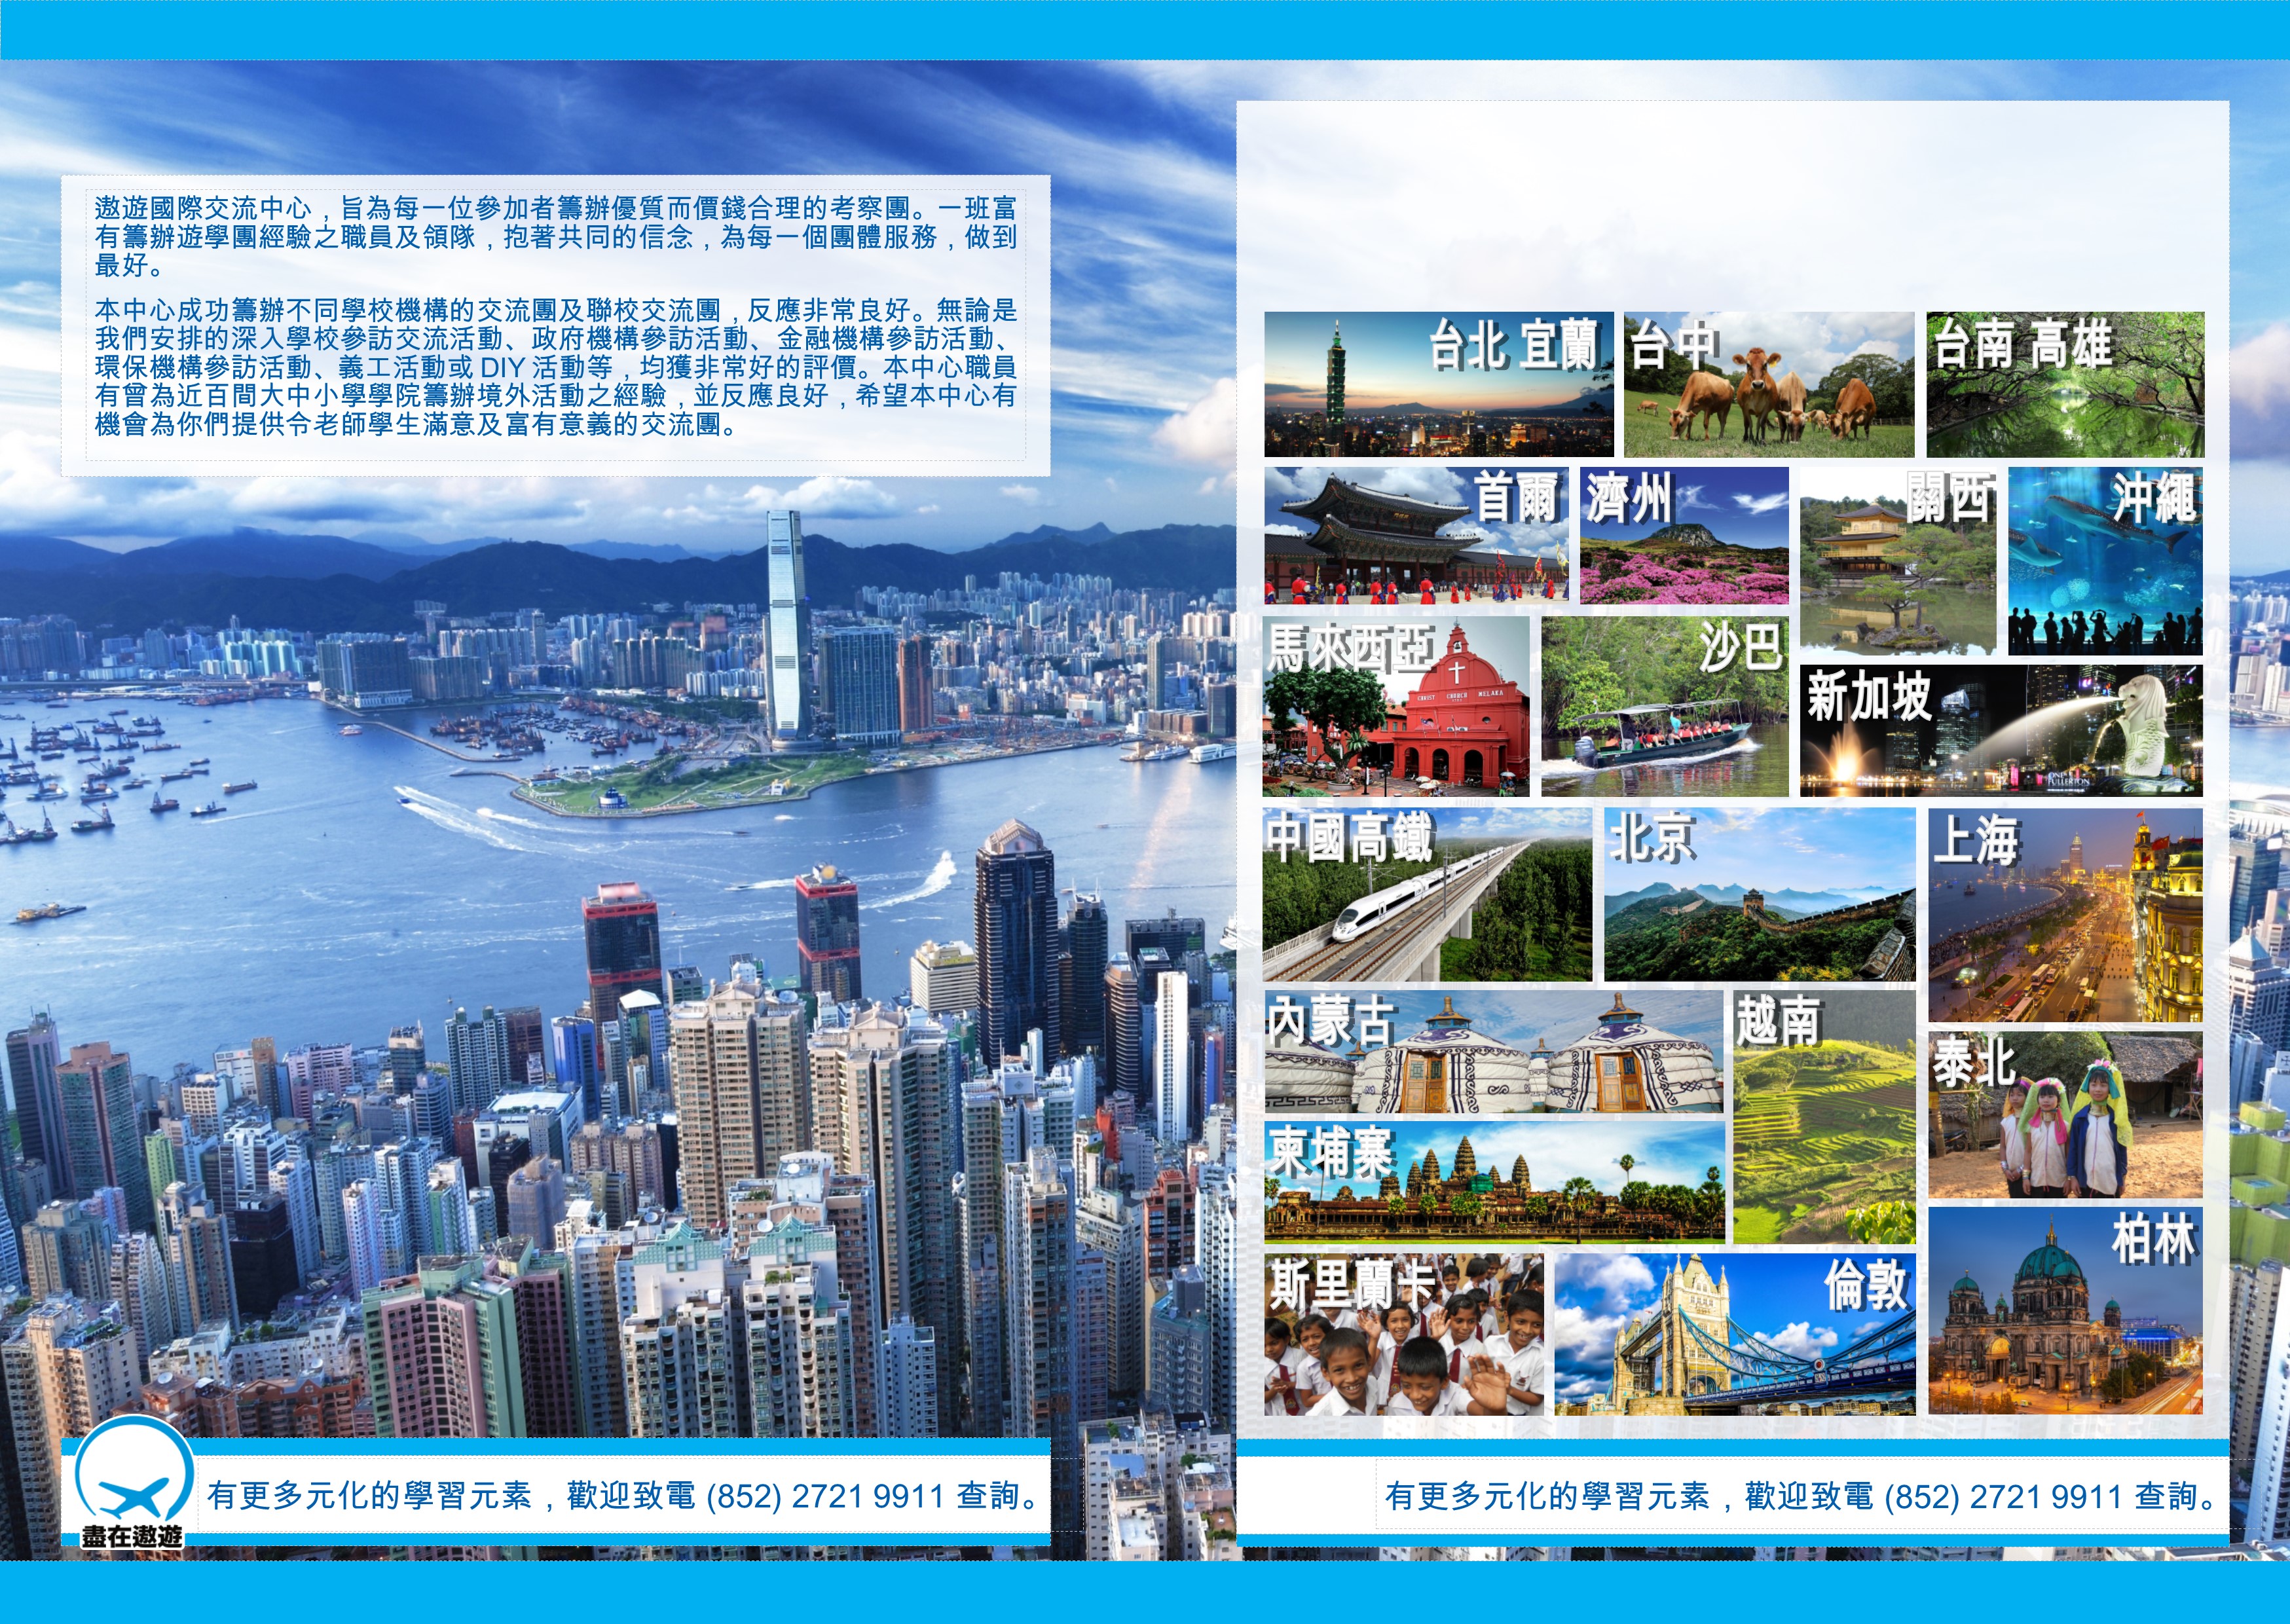 遨遊國際交流中心，旨為每一位參加者籌辦優質而價錢合理的考察團。一班富
有籌辦遊學團經驗之職員及領隊，抱著共同的信念，為每一個團體服務，做到
最好。
本中心成功籌辦不同學校機構的交流團及聯校交流團，反應非常良好。無論是
我們安排的深入學校參訪交流活動、政府機構參訪活動、金融機構參訪活動、
環保機構參訪活動、義工活動或 DIY 活動等，均獲非常好的評價。本中心職員
有曾為近百間大中小學學院籌辦境外活動之經驗，並反應良好，希望本中心有
機會為你們提供令老師學生滿意及富有意義的交流團。
有更多元化的學習元素，歡迎致電 (852) 2721 9911 查詢。
盡在遨遊
台北 宜蘭
台中
台南 高雄
首爾
濟州
關西
沖繩
馬來西亞
CHRIST CHURCH MELAKA
沙巴
新加坡
FULLERTON
中國高鐵
北京
上海
內蒙古
越南
泰北
柬埔寨
柏林
斯里蘭卡
倫敦
有更多元化的學習元素，歡迎致電 (852) 2721 9911 查詢。